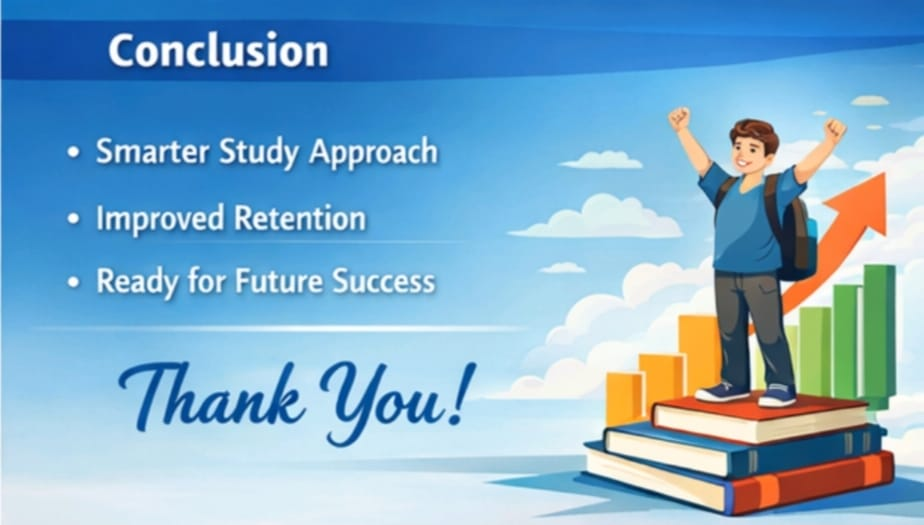 Conclusion
• Smarter Study Approach
• Improved Retention
• Ready for Future Success
Thank You!